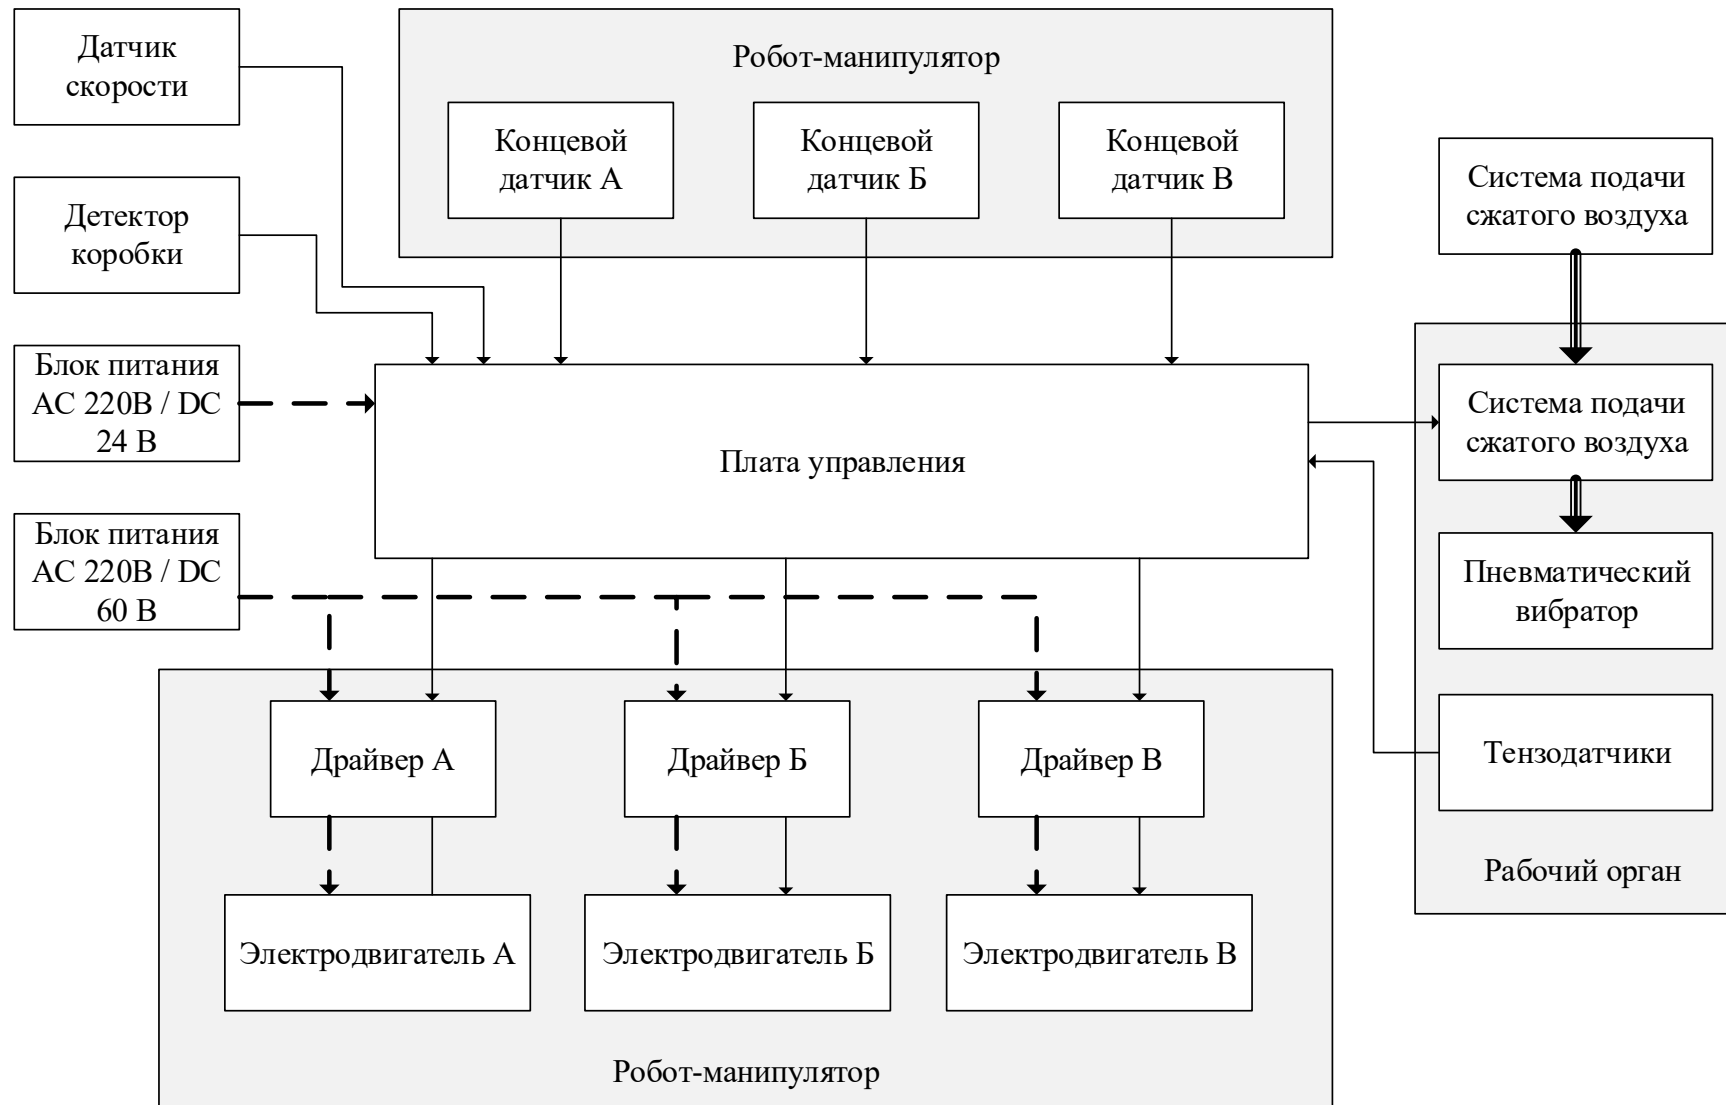 Датчик
скорости
Робот-манипулятор
Концевой
датчик А
Концевой
датчик Б
Концевой
датчик В
Система подачи
сжатого воздуха
Детектор
коробки
Блок питания
AC 220В / DC
24 В
Плата управления
Система подачи
сжатого воздуха
Блок питания
AC 220В / DC
60 В
Пневматический
вибратор
Драйвер А
Драйвер Б
Драйвер В
Тензодатчики
Рабочий орган
Электродвигатель А
Электродвигатель Б
Электродвигатель В
Робот-манипулятор